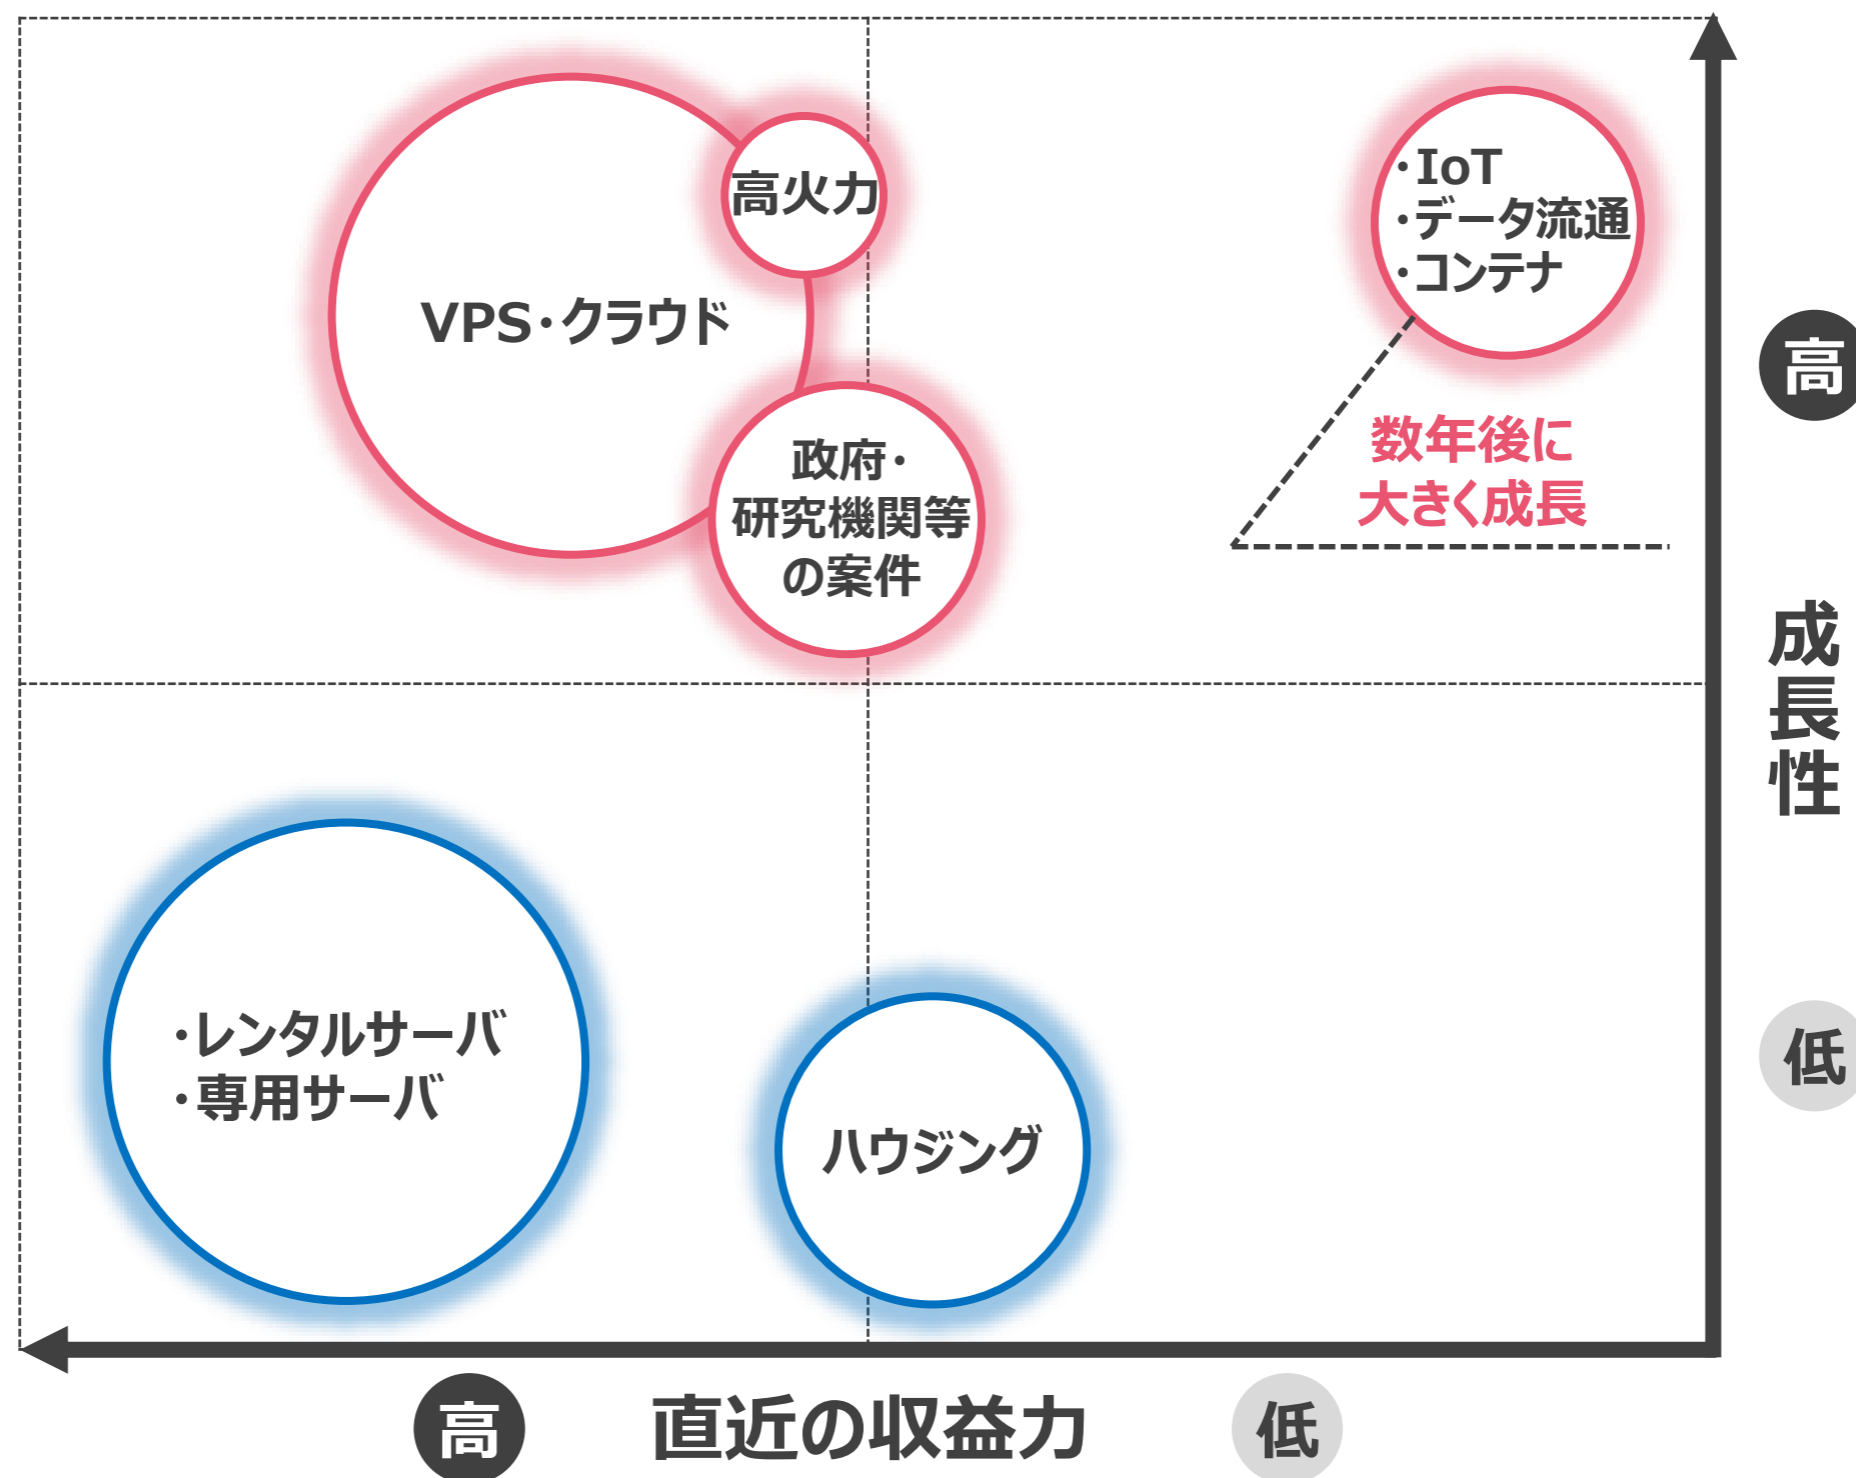 高火力
VPS・クラウド
政府・
研究機関等
の案件
・IoT
・データ流通
・コンテナ
数年後に
大きく成長
高
成長性
低
・レンタルサーバ
・専用サーバ
ハウジング
高
直近の収益力
低